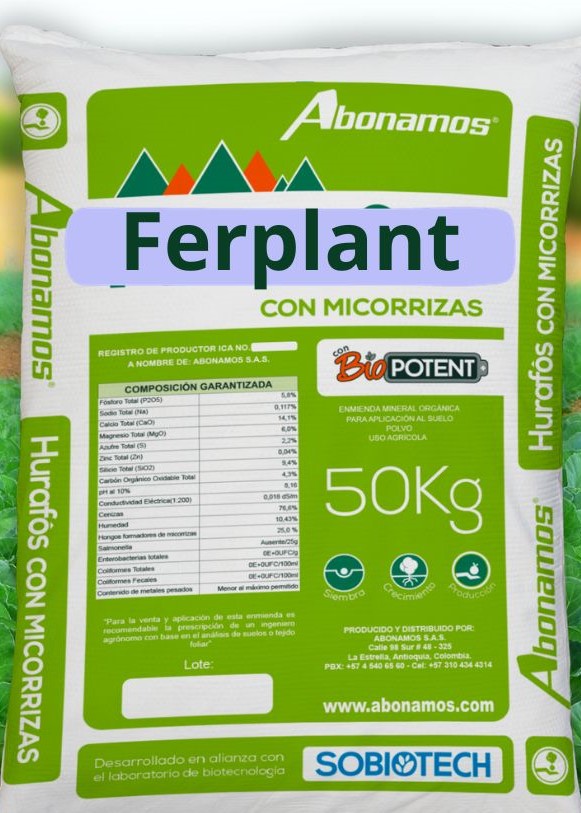 Abonamos®
Ferplant
CON MICORRIZAS
REGISTRO DE PRODUCTOR ICA NO.
A NOMBRE DE: ABONAMOS S.A.S.
COMPOSICIÓN GARANTIZADA
Fósforo Total (P2O5) 5,8%
Sodio Total (Na) 0,117%
Calcio Total (CaO) 14,1%
Magnesio Total (MgO) 6,0%
Azufre Total (S) 2,2%
Zinc Total (Zn) 0,04%
Silicio Total (SiO2) 9,4%
Carbón Orgánico Oxidable Total 4,3%
pH al 10% 8,16
Conductividad Eléctrica(1:200) 0,018 dS/m
Cenizas 76,6%
Humedad 10,43%
Hungos formadores de micorrizas 25,0 %
Salmonella Ausente/25g
Enterobacterias totales 0E+0UFC/g
Coliformes Totales 0E+0UFC/100ml
Coliformes Fecales 0E+0UFC/100ml
Contenido de metales pesados Menor al máximo permitido
"Para la venta y aplicación de esta enmienda es
recomendable la prescripción de un ingeniero
agrónomo con base en el análisis de suelos o tejido
foliar"
Lote:
con
BioPOTENT
ENMIENDA MINERAL ORGÁNICA
PARA APLICACIÓN AL SUELO
POLVO
USO AGRÍCOLA
50Kg
Siembra
Crecimiento
Producción
PRODUCIDO Y DISTRIBUIDO POR:
ABONAMOS S.A.S.
Calle 98 Sur # 48 - 325
La Estrella, Antioquia, Colombia.
PBX: +57 4 540 65 60 - Cel: +57 310 434 4314
www.abonamos.com
Desarrollado en alianza con
el laboratorio de biotecnología
SOBIOTECH
Abonamos®
Hurafós CON MICORRIZAS
Hurafós CON MICORRIZAS
Abonamos®